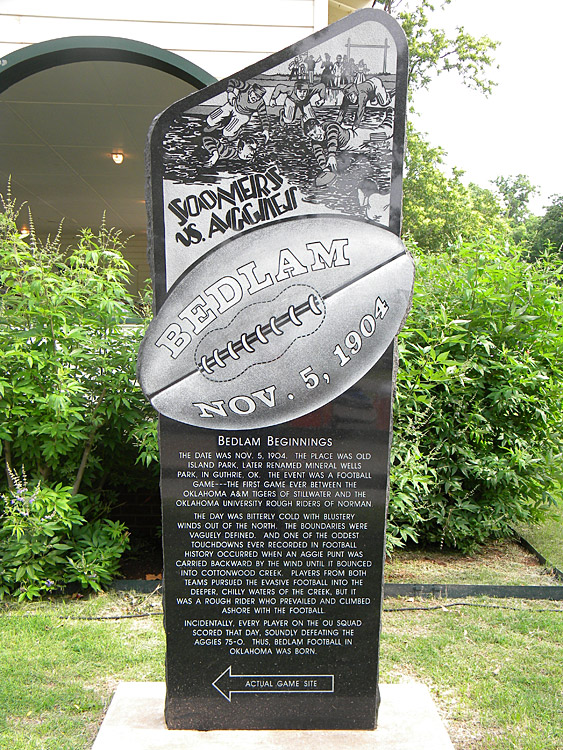 SOONERS
VS. AGGIES
BEDLAM
NOV. 5, 1904
BEDLAM BEGINNINGS
THE DATE WAS NOV. 5, 1904. THE PLACE WAS OLD
ISLAND PARK, LATER RENAMED MINERAL WELLS
PARK, IN GUTHRIE, OK. THE EVENT WAS A FOOTBALL
GAME---THE FIRST GAME EVER BETWEEN THE
OKLAHOMA A&M TIGERS OF STILLWATER AND THE
OKLAHOMA UNIVERSITY ROUGH RIDERS OF NORMAN.
THE DAY WAS BITTERLY COLD WITH BLUSTERY
WINDS OUT OF THE NORTH. THE BOUNDARIES WERE
VAGUELY DEFINED. AND ONE OF THE ODDEST
TOUCHDOWNS EVER RECORDED IN FOOTBALL
HISTORY OCCURRED WHEN AN AGGIE PUNT WAS
CARRIED BACKWARD BY THE WIND UNTIL IT BOUNCED
INTO COTTONWOOD CREEK. PLAYERS FROM BOTH
TEAMS PURSUED THE EVASIVE FOOTBALL INTO THE
DEEPER, CHILLY WATERS OF THE CREEK, BUT IT
WAS A ROUGH RIDER WHO PREVAILED AND CLIMBED
ASHORE WITH THE FOOTBALL.
INCIDENTALLY, EVERY PLAYER ON THE OU SQUAD
SCORED THAT DAY, SOUNDLY DEFEATING THE
AGGIES 75-0. THUS, BEDLAM FOOTBALL IN
OKLAHOMA WAS BORN.
ACTUAL GAME SITE